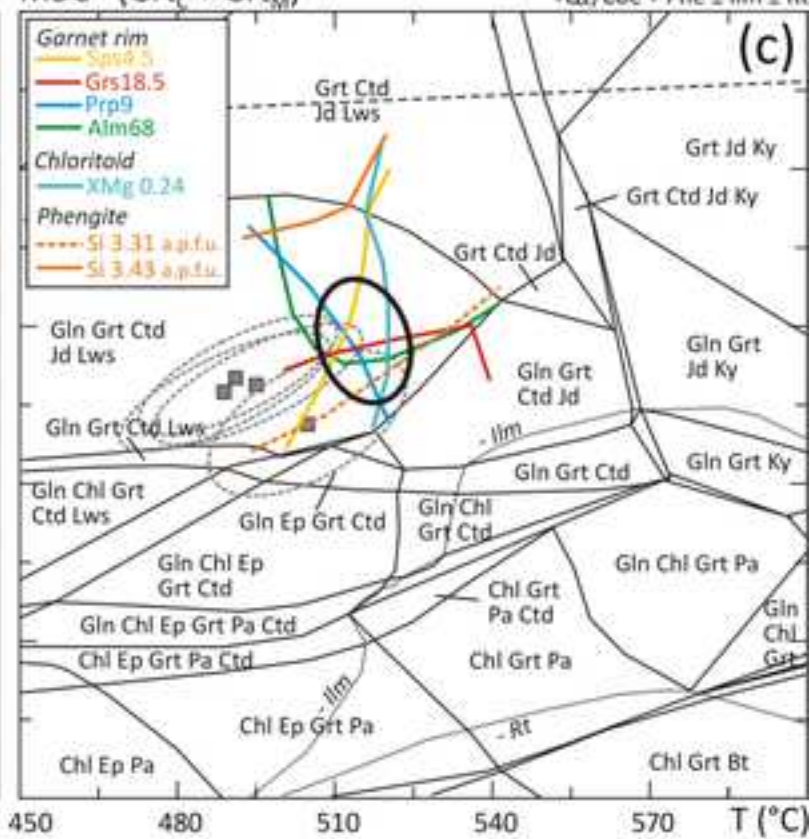 (c)
Garnet rim
Sps4.5
Grs18.5
Prp9
Alm68
Chloritoid
XMg 0.24
Phengite
Si 3.31 a.p.f.u.
Si 3.43 a.p.f.u.
Grt Ctd
Jd Lws
Grt Jd Ky
Grt Ctd Jd Ky
Grt Ctd Jd
Gln Grt Ctd
Jd Lws
Gln Grt
Ctd Jd
Gln Grt
Jd Ky
Gln Grt Ctd Lws
- Ilm
Gln Grt Ctd
Gln Grt Ky
Gln Chl Grt
Ctd Lws
Gln Ep Grt Ctd
Gln Chl
Grt Ctd
Gln Chl Ep
Grt Ctd
Gln Chl Grt Pa
Chl Grt
Pa Ctd
Gln
Chl
Grt
Gln Chl Ep Grt Pa Ctd
Chl Ep Grt Pa Ctd
Chl Grt Pa
- Ilm
Chl Ep Grt Pa
- Rt
Chl Ep Pa
Chl Grt Bt
450 480 510 540 570 T (°C)